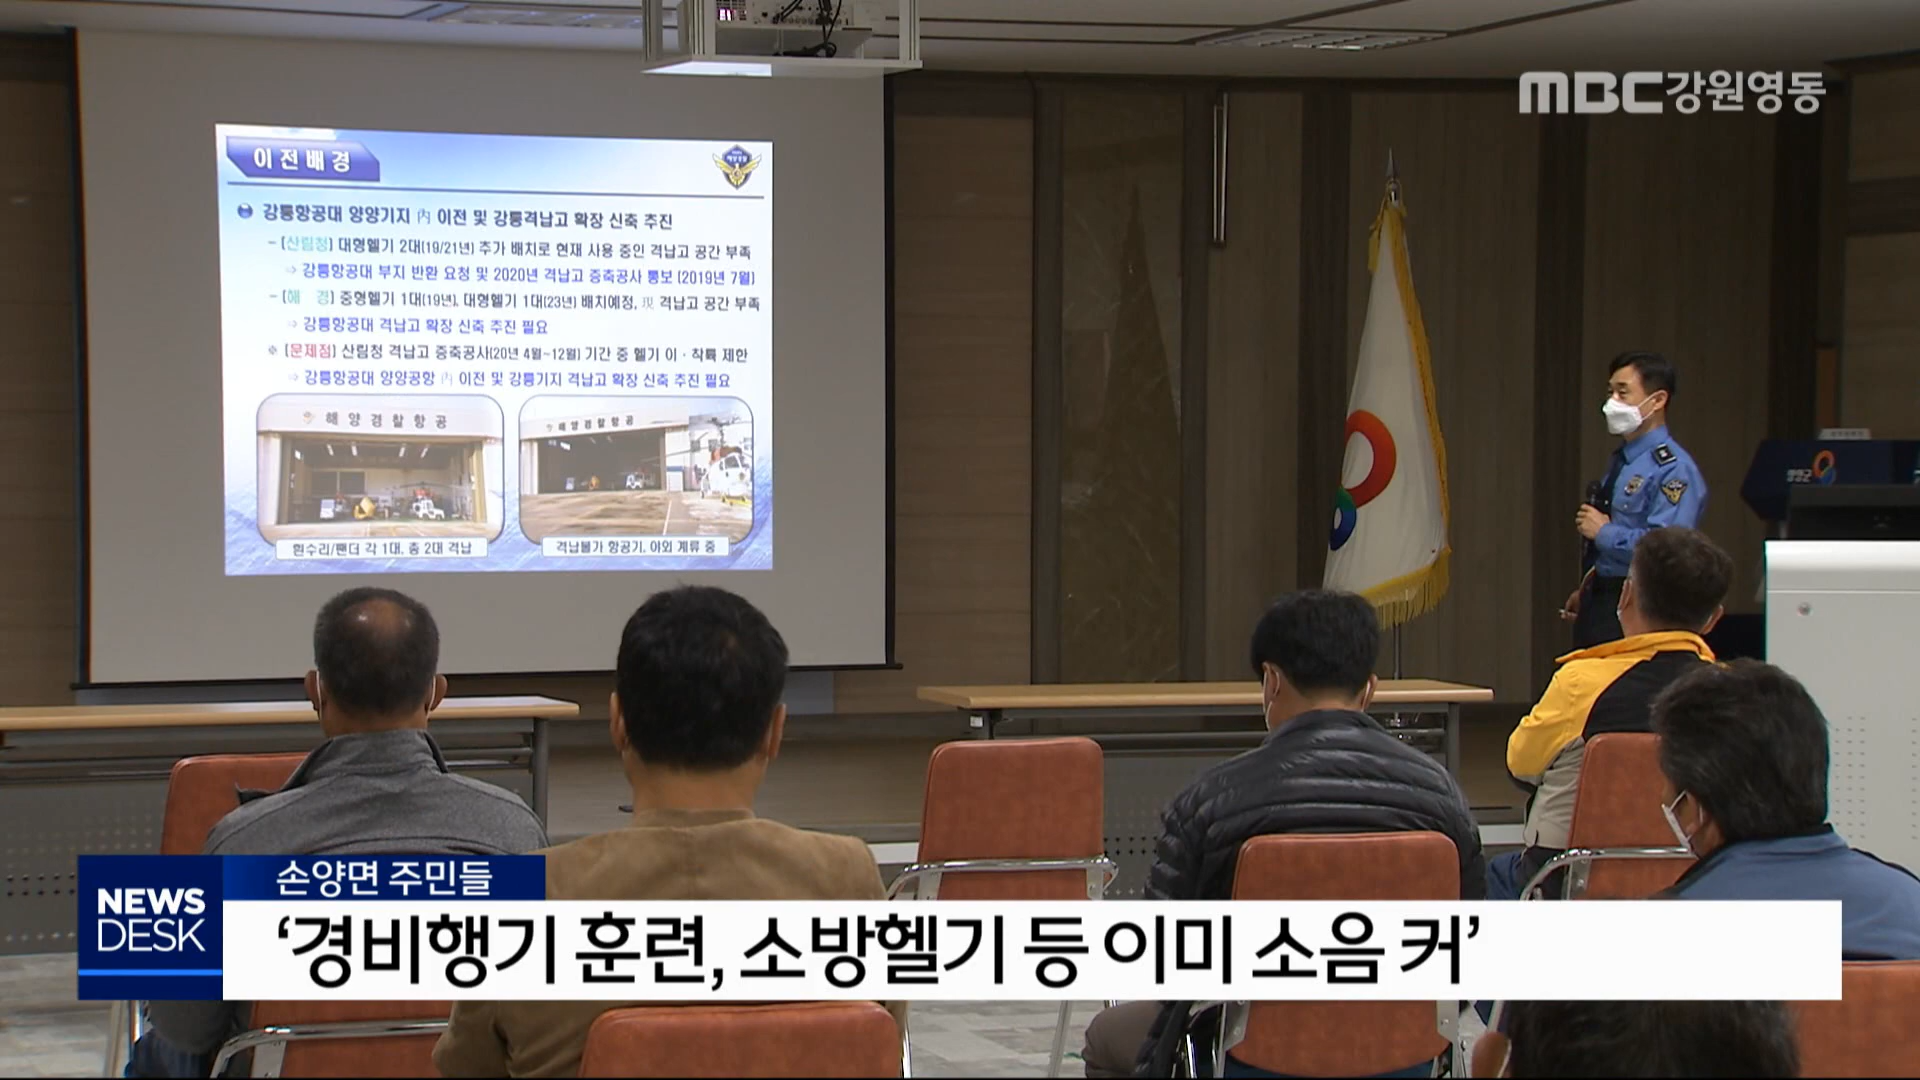 MBC강원영동
이전배경
강릉항공대 양양기지 內 이전 및 강릉격납고 확장 신축 추진
- [산림청] 대형헬기 2대(19/21년) 추가 배치로 현재 사용 중인 격납고 공간 부족
⇒ 강릉항공대 부지 반환 요청 및 2020년 격납고 증축공사 통보 (2019년 7월)
- [해 경] 중형헬기 1대(19년), 대형헬기 1대(23년) 배치예정, 現 격납고 공간 부족
⇒ 강릉항공대 격납고 확장 신축 추진 필요
※ [문제점] 산림청 격납고 증축공사(20년 4월~12월) 기간 중 헬기 이·착륙 제한
⇒ 강릉항공대 양양공항 內 이전 및 강릉기지 격납고 확장 신축 추진 필요
해양경찰항공
해양경찰항공
흰수리/팬더 각 1대, 총 2대 격납
격납불가 항공기, 야외 계류 중
양양군
NEWS
DESK
손양면 주민들
‘경비행기 훈련, 소방헬기 등 이미 소음 커’